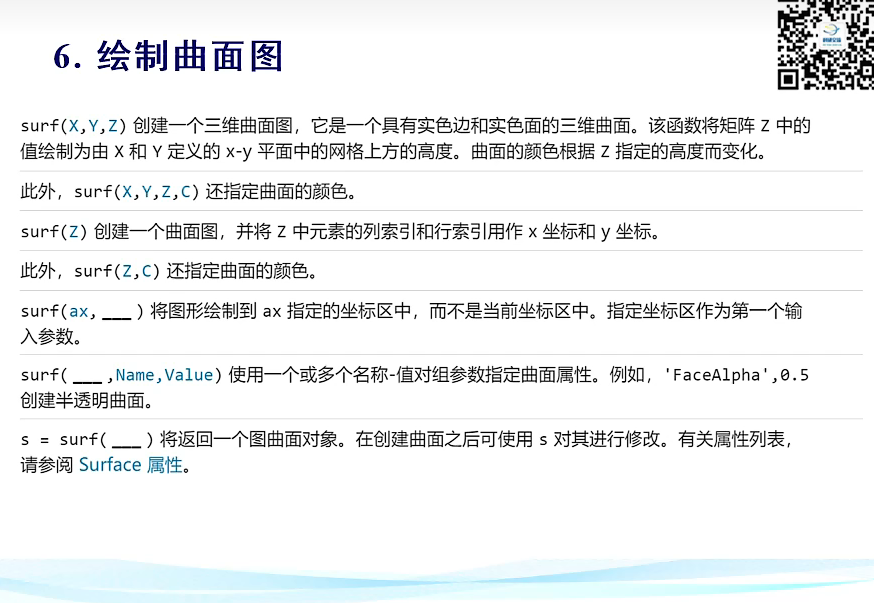 6. 绘制曲面图
surf(X,Y,Z) 创建一个三维曲面图，它是一个具有实色边和实色面的三维曲面。该函数将矩阵 Z 中的
值绘制为由 X 和 Y 定义的 x-y 平面中的网格上方的高度。曲面的颜色根据 Z 指定的高度而变化。
此外，surf(X,Y,Z,C) 还指定曲面的颜色。
surf(Z) 创建一个曲面图，并将 Z 中元素的列索引和行索引用作 x 坐标和 y 坐标。
此外，surf(Z,C) 还指定曲面的颜色。
surf(ax,___) 将图形绘制到 ax 指定的坐标区中，而不是当前坐标区中。指定坐标区作为第一个输
入参数。
surf(___,Name,Value) 使用一个或多个名称-值对组参数指定曲面属性。例如，'FaceAlpha',0.5
创建半透明曲面。
s = surf(___) 将返回一个图曲面对象。在创建曲面之后可使用 s 对其进行修改。有关属性列表，
请参阅 Surface 属性。